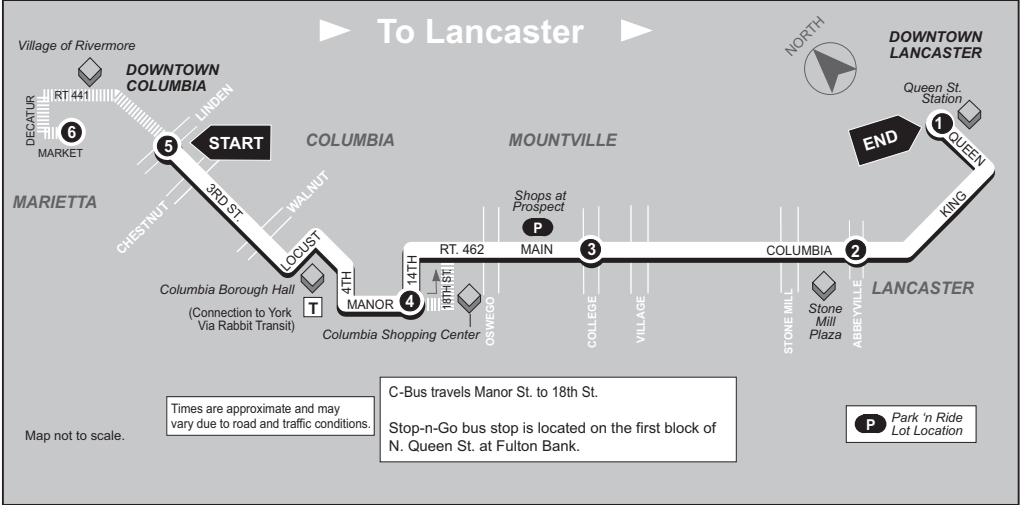 To Lancaster
NORTH
DOWNTOWN
LANCASTER
Queen St.
Station
1
QUEEN
END
KING
Village of Rivermore
DOWNTOWN
COLUMBIA
RT 441
DECATUR
6
MARKET
LINDEN
5
START
COLUMBIA
MOUNTVILLE
MARIETTA
CHESTNUT
3RD ST.
WALNUT
LOCUST
4TH
Columbia Borough Hall
(Connection to York
Via Rabbit Transit)
T
MANOR
4
14TH
18TH ST.
Columbia Shopping Center
RT. 462
Shops at
Prospect
P
MAIN
3
OSWEGO
COLLEGE
VILLAGE
COLUMBIA
2
STONE MILL
Stone
Mill
Plaza
ABBEYVILLE
LANCASTER
Map not to scale.
Times are approximate and may
vary due to road and traffic conditions.
C-Bus travels Manor St. to 18th St.
Stop-n-Go bus stop is located on the first block of
N. Queen St. at Fulton Bank.
P
Park 'n Ride
Lot Location